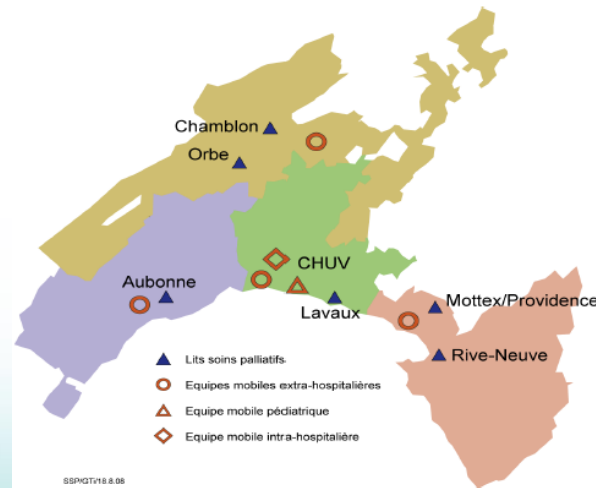 Chamblon
Orbe
CHUV
Aubonne
Lavaux
Mottex/Providence
Rive-Neuve
Lits soins palliatifs
Equipes mobiles extra-hospitalières
Equipe mobile pédiatrique
Equipe mobile intra-hospitalière
SSP/GTi/18.8.08